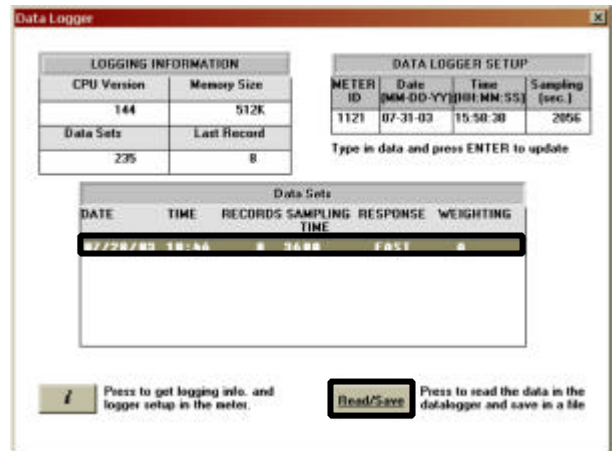 Data Logger
LOGGING INFORMATION
CPU Version Memory Size
144 512K
Data Sets Last Record
235 8
DATA LOGGER SETUP
METER ID Date (MM-DD-YY) Time (HH:MM:SS) Sampling (sec.)
1121 07-31-03 15:50:30 2056
Type in data and press ENTER to update
Data Sets
DATE TIME RECORDS SAMPLING TIME RESPONSE WEIGHTING
3600 FAST
i
Press to get logging info. and
logger setup in the meter.
Read/Save
Press to read the data in the
datalogger and save in a file